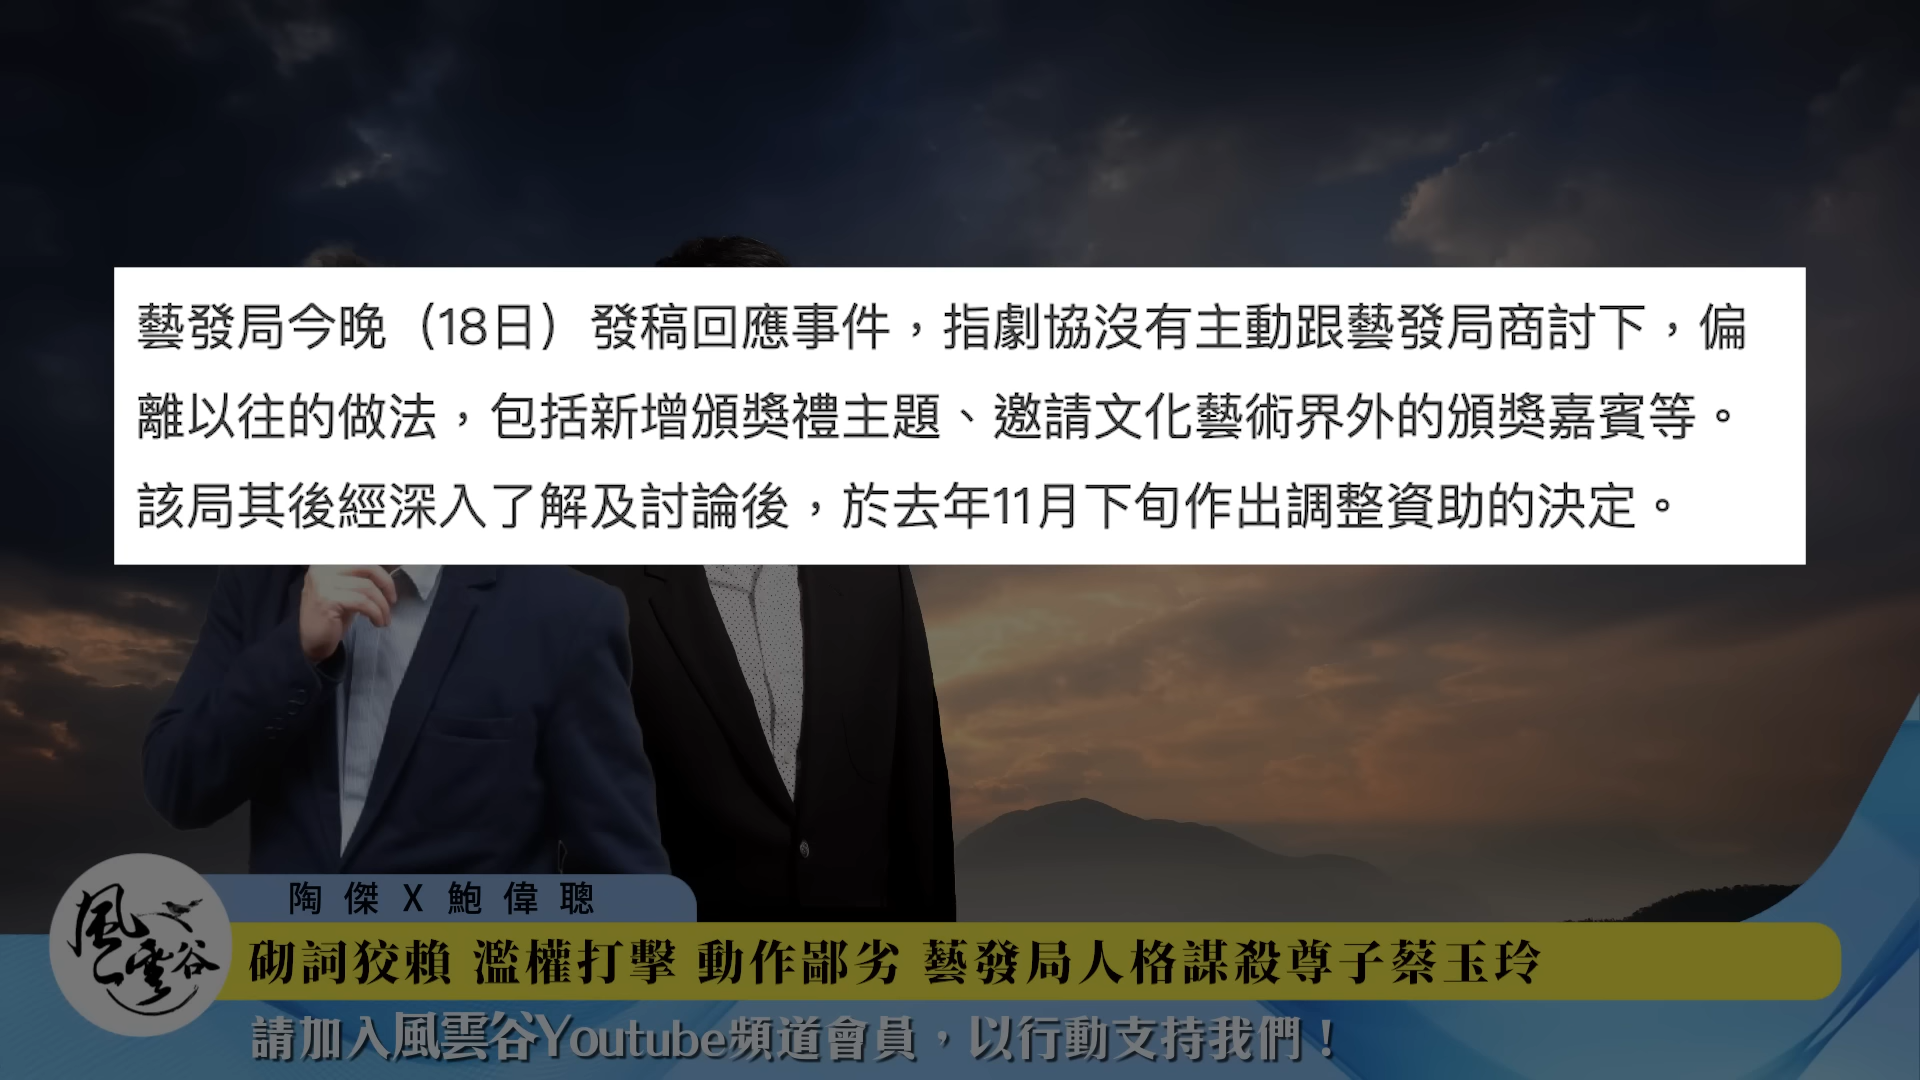 藝發局今晚（18日）發稿回應事件，指劇協沒有主動跟藝發局商討下，偏
離以往的做法，包括新增頒獎禮主題、邀請文化藝術界外的頒獎嘉賓等。
該局其後經深入了解及討論後，於去年11月下旬作出調整資助的決定。
陶傑X鮑偉聰
風雲谷
砌詞狡賴 濫權打擊 動作鄙劣 藝發局人格謀殺尊子蔡玉玲
請加入風雲谷Youtube頻道會員，以行動支持我們！